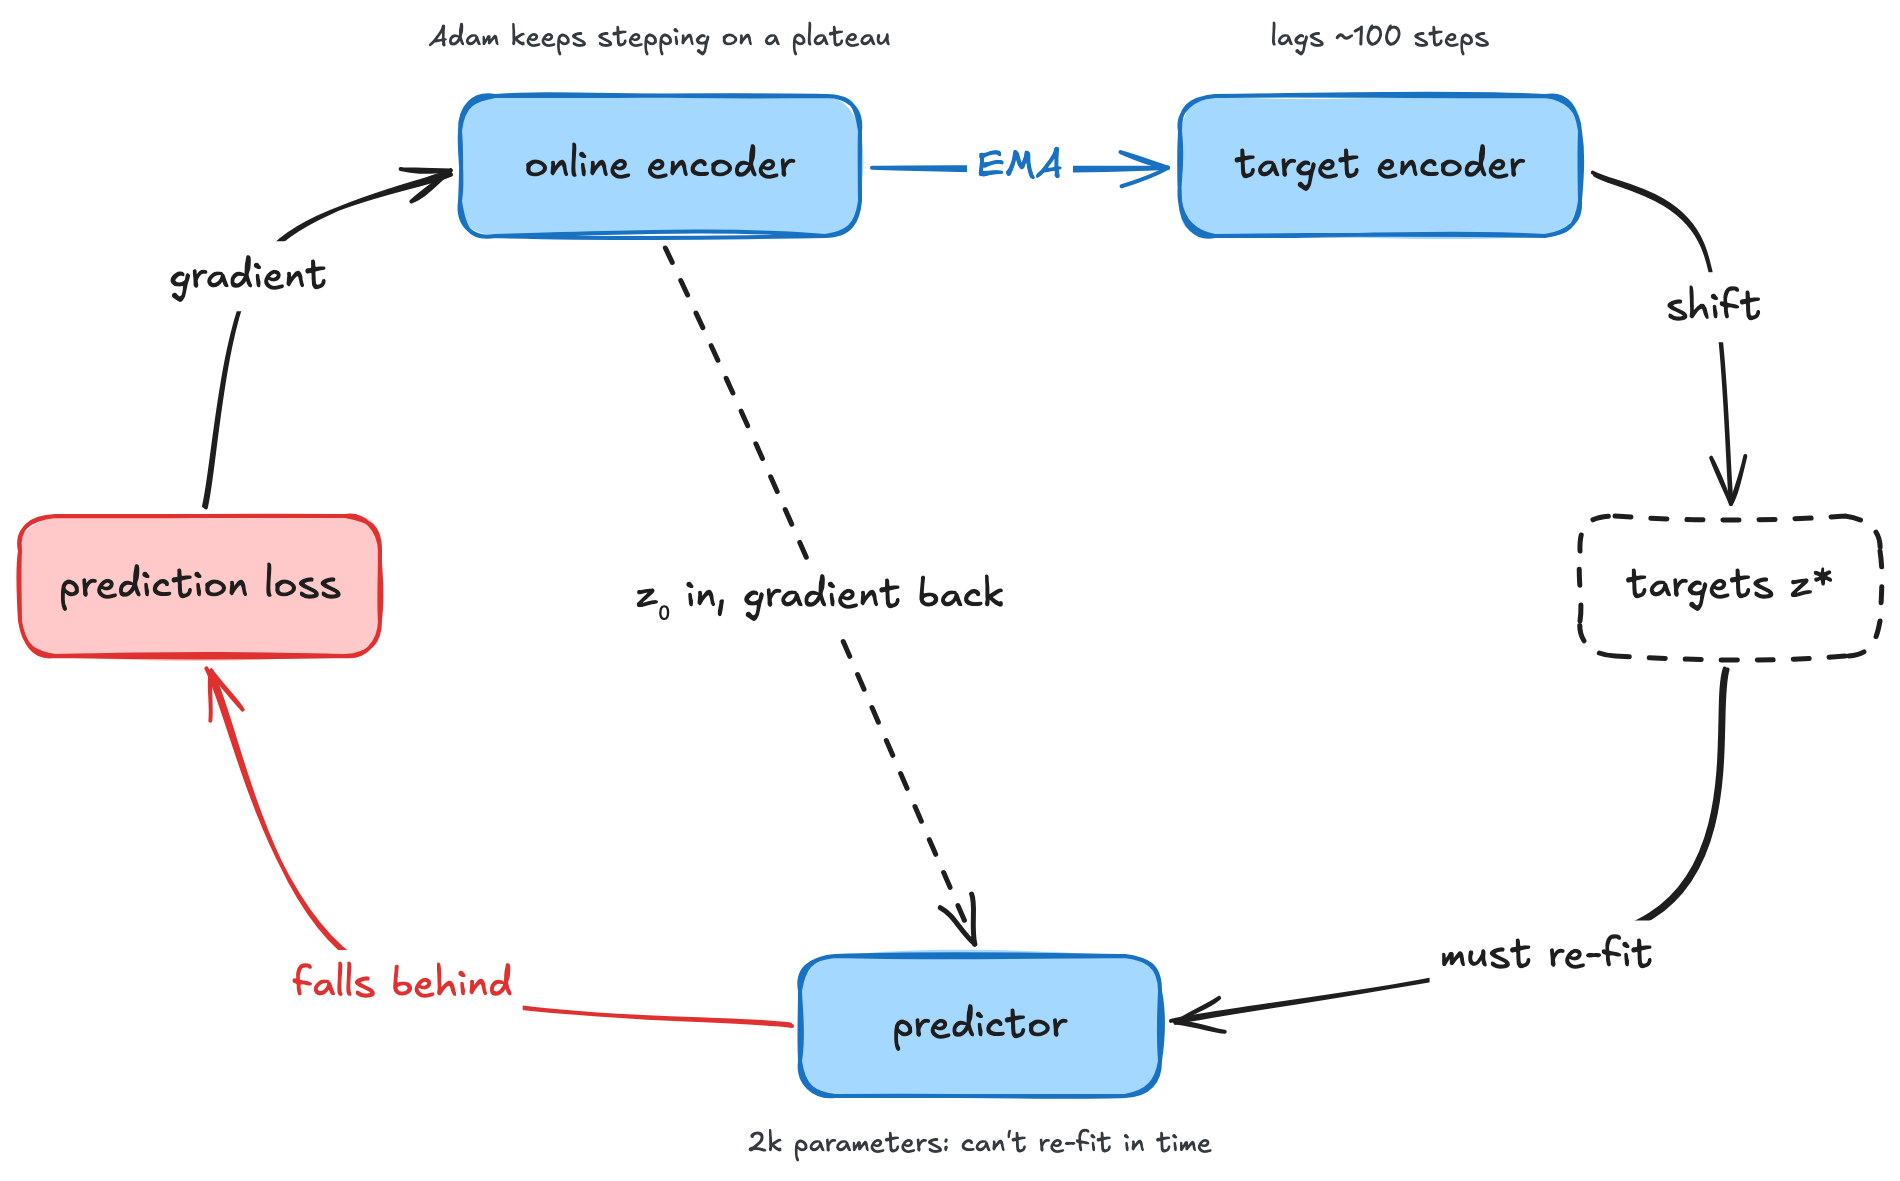 Adam keeps stepping on a plateau
lags ~100 steps
online encoder
EMA
target encoder
gradient
shift
prediction loss
z₀ in, gradient back
targets z*
must re-fit
falls behind
predictor
2k parameters: can't re-fit in time